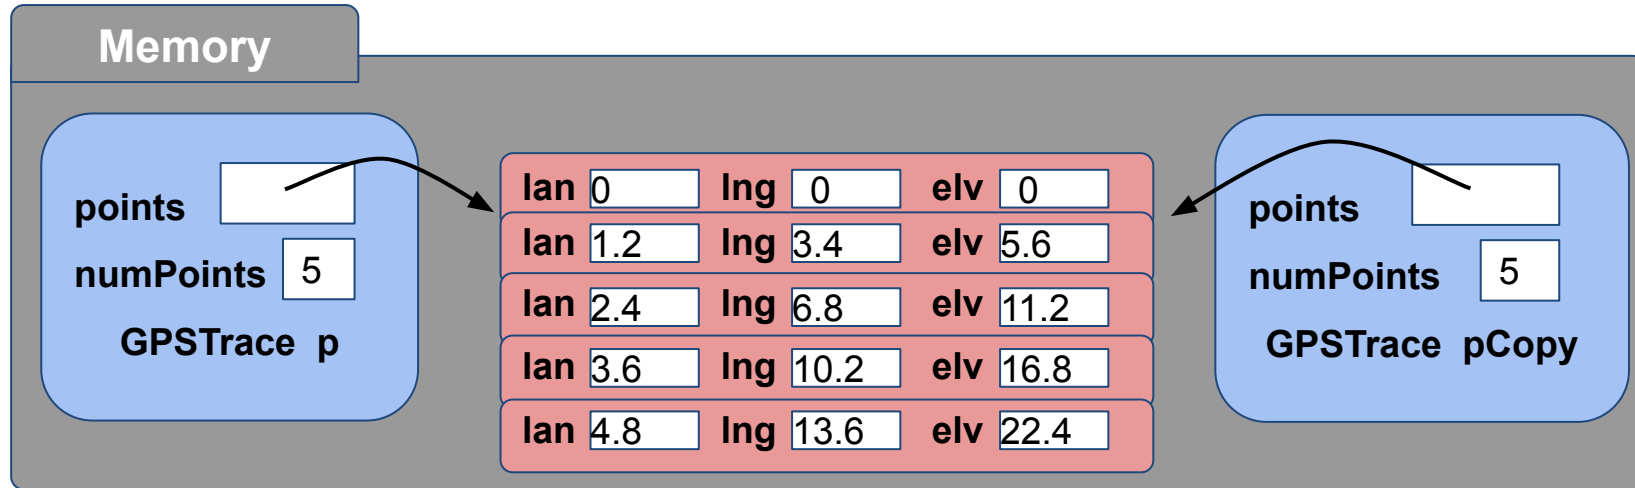 Memory
points
numPoints 5
GPSTrace p
lan 0 lng 0 elv 0
lan 1.2 lng 3.4 elv 5.6
lan 2.4 lng 6.8 elv 11.2
lan 3.6 lng 10.2 elv 16.8
lan 4.8 lng 13.6 elv 22.4
points
numPoints 5
GPSTrace pCopy